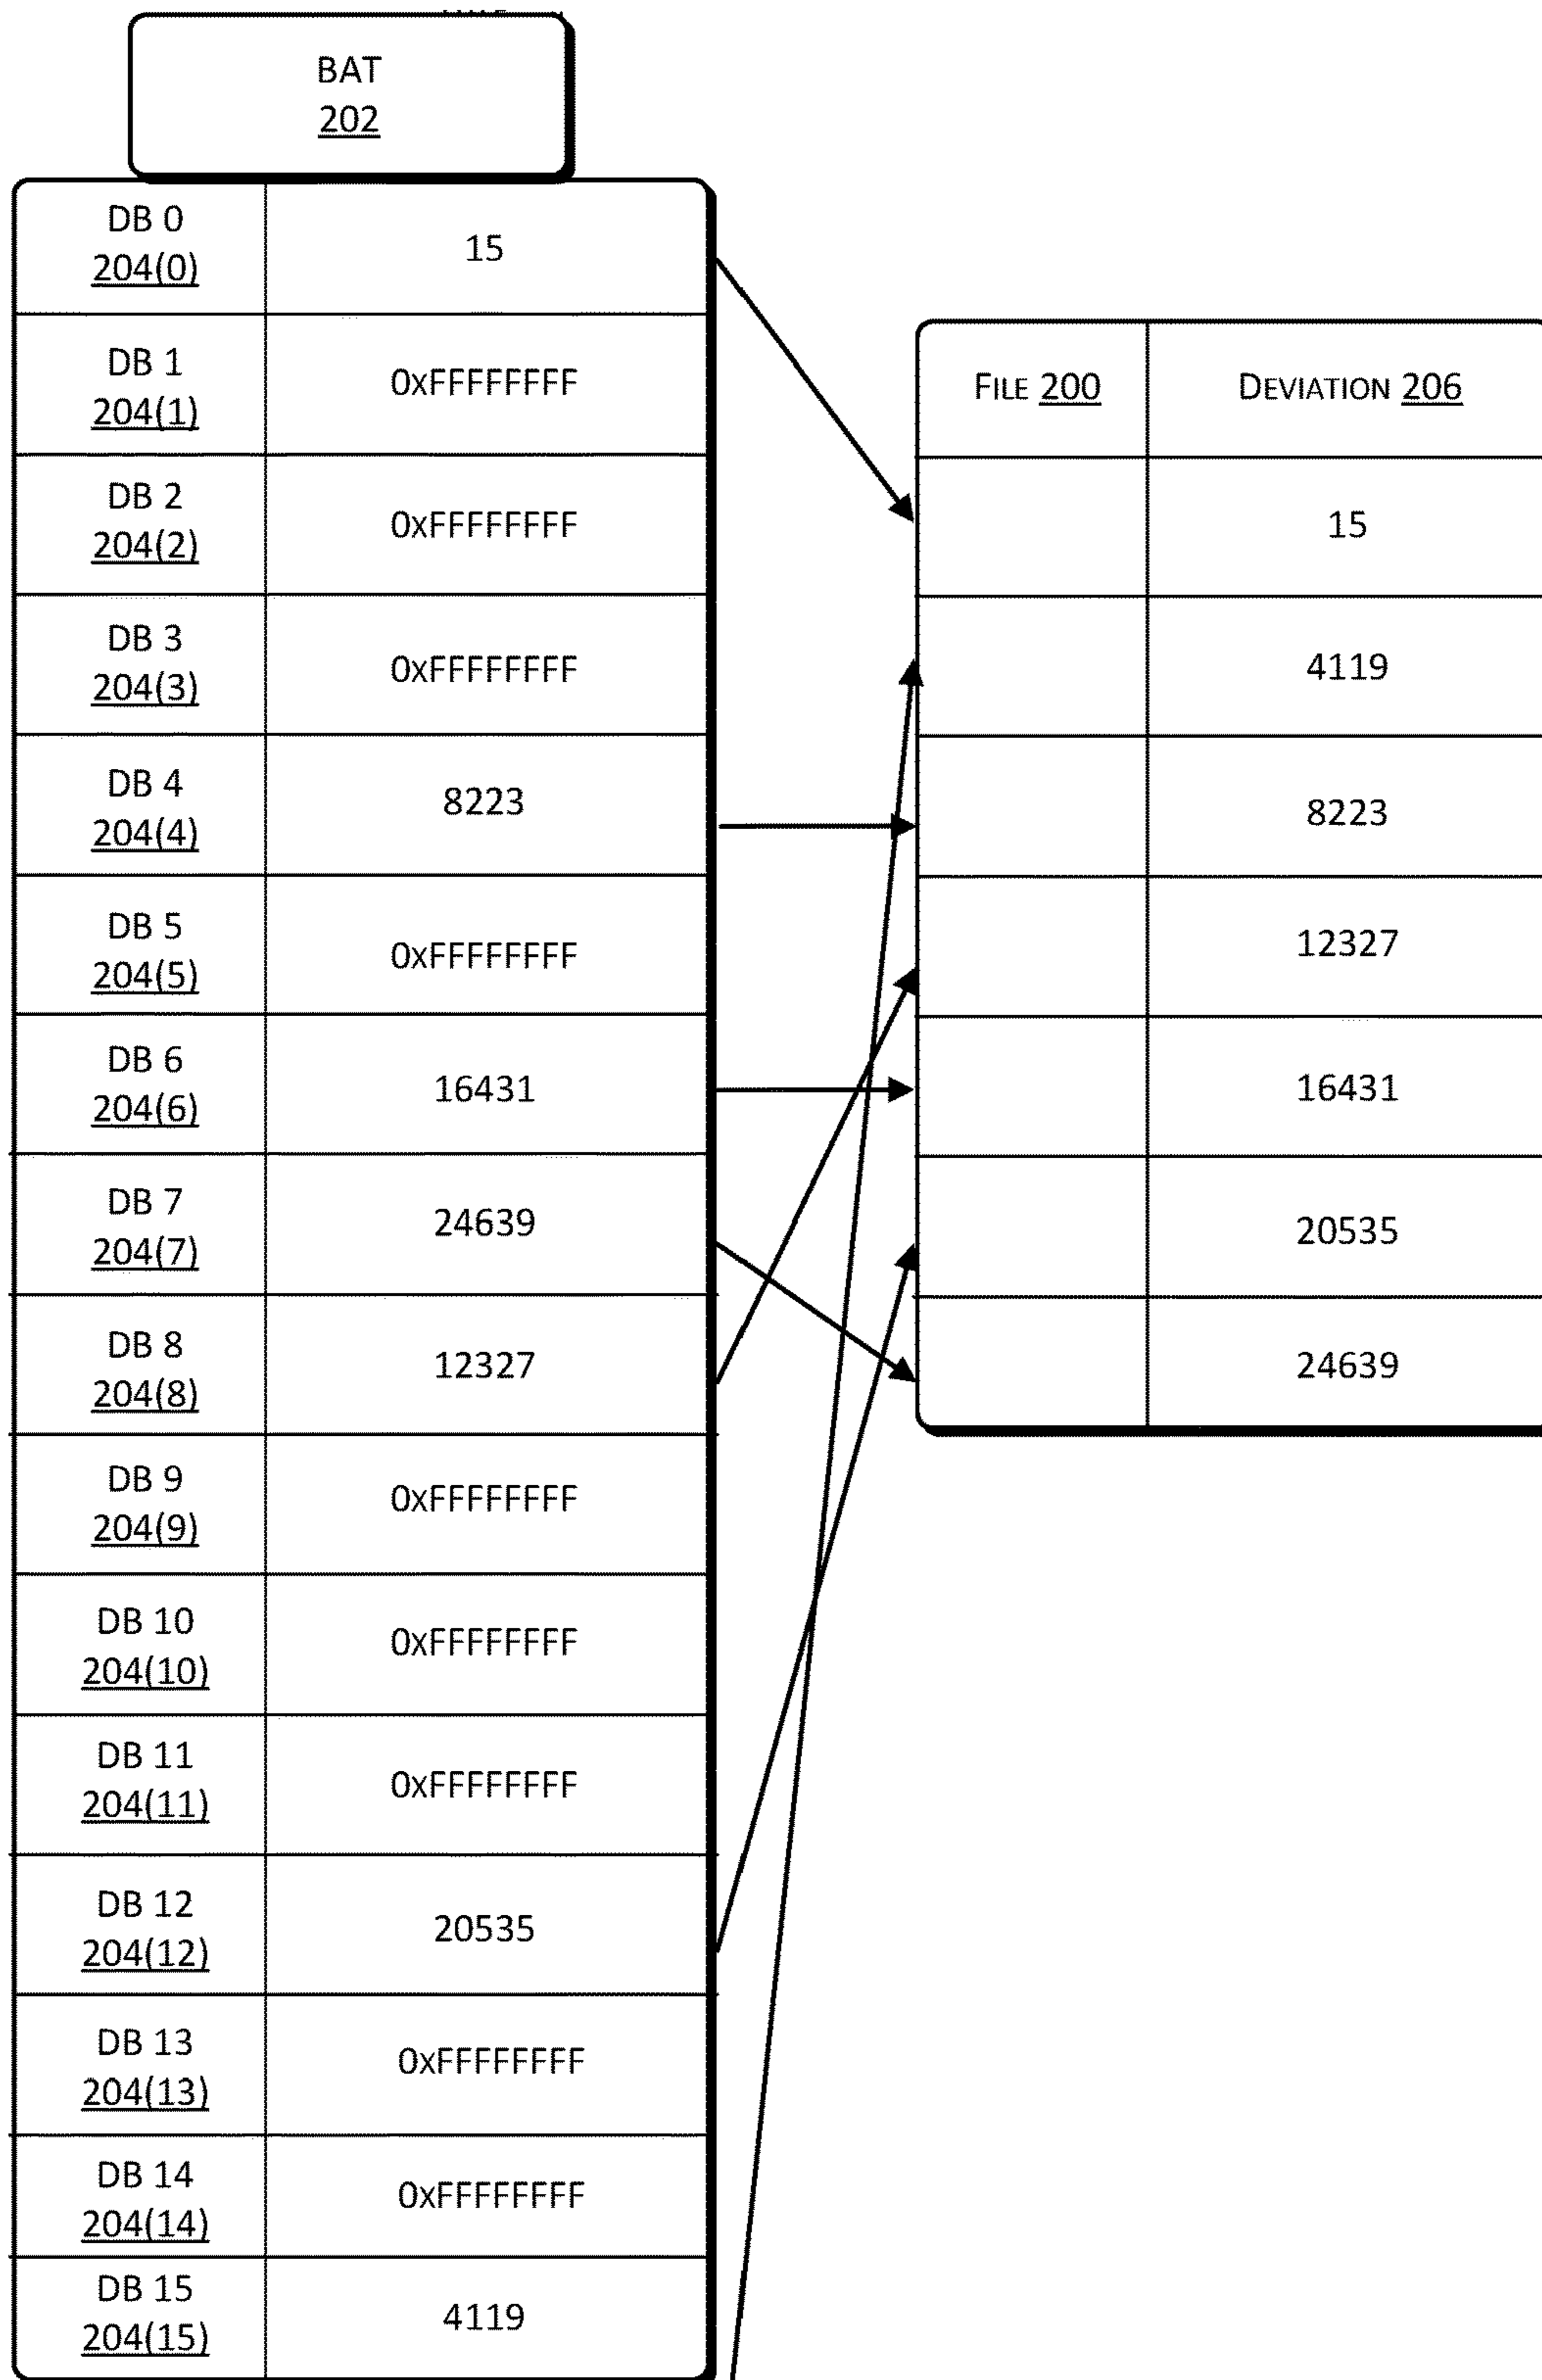 BAT
202
DB 0
204(0)
15
DB 1
204(1)
0xFFFFFFFF
DB 2
204(2)
0xFFFFFFFF
DB 3
204(3)
0xFFFFFFFF
DB 4
204(4)
8223
DB 5
204(5)
0xFFFFFFFF
DB 6
204(6)
16431
DB 7
204(7)
24639
DB 8
204(8)
12327
DB 9
204(9)
0xFFFFFFFF
DB 10
204(10)
0xFFFFFFFF
DB 11
204(11)
0xFFFFFFFF
DB 12
204(12)
20535
DB 13
204(13)
0xFFFFFFFF
DB 14
204(14)
0xFFFFFFFF
DB 15
204(15)
4119
FILE 200 DEVIATION 206
15
4119
8223
12327
16431
20535
24639